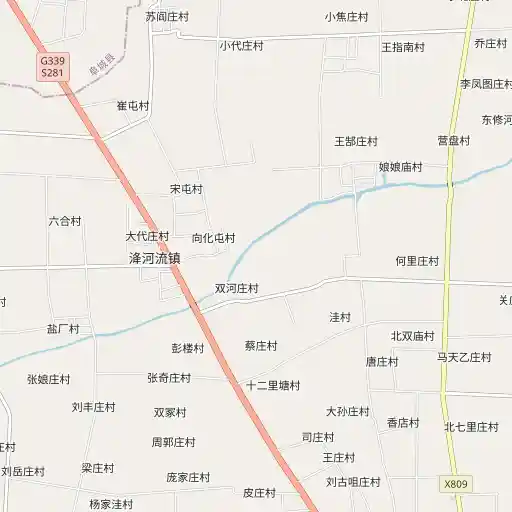 苏阎庄村
小焦庄村
小代庄村
王指南村
乔庄村
G339
S281
阜城县
李凤图庄村
崔屯村
东修河
王郜庄村
营盘村
娘娘庙村
宋屯村
六合村
大代庄村
向化屯村
漳河流镇
何里庄村
双河庄村
盐厂村
洼村
北双庙村
彭楼村
蔡庄村
马天乙庄村
唐庄村
张娘庄村
张奇庄村
十二里塘村
刘丰庄村
双冢村
大孙庄村
香店村
北七里庄村
周郭庄村
司庄村
王庄村
刘岳庄村
梁庄村
庞家庄村
刘古咀庄村
X809
皮庄村
杨家洼村